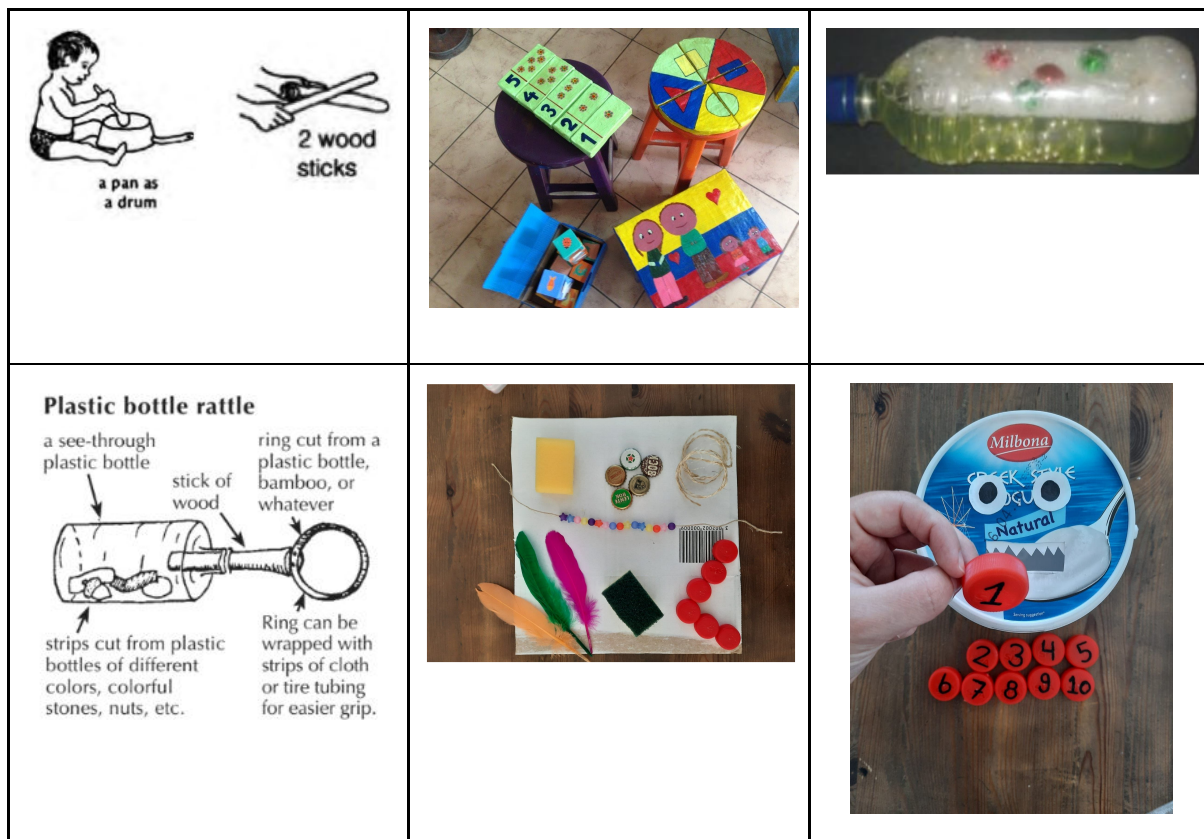 a pan as
a drum
2 wood
sticks
5 4 3 2 1
Plastic bottle rattle
a see-through
plastic bottle
stick of
wood
ring cut from a
plastic bottle,
bamboo, or
whatever
strips cut from plastic
bottles of different
colors, colorful
stones, nuts, etc.
Ring can be
wrapped with
strips of cloth
or tire tubing
for easier grip.
Milbona
GREEK STYLE
Natural
1
2 3 4 5
6 7 8 9 10